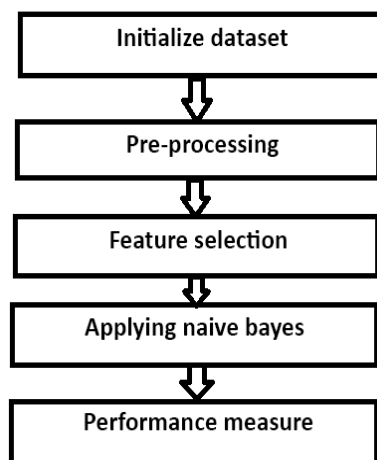 Initialize dataset
Pre-processing
Feature selection
Applying naive bayes
Performance measure